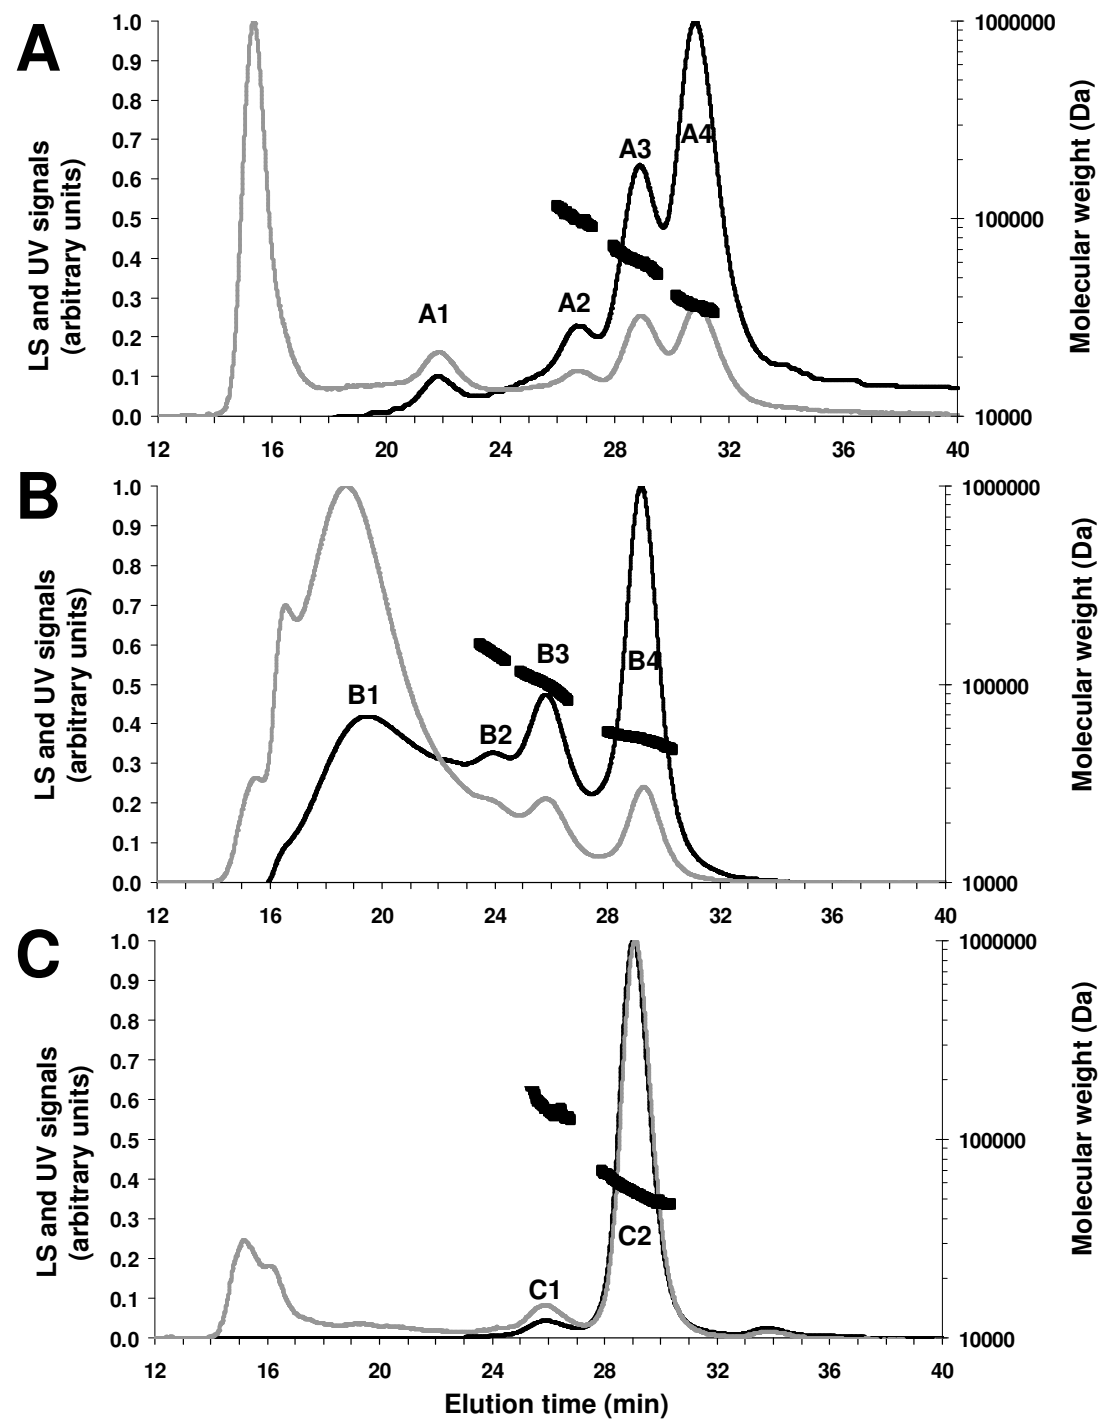 A
LS and UV signals
(arbitrary units)
1.0
0.9
0.8
0.7
0.6
0.5
0.4
0.3
0.2
0.1
0.0
A1
A2
A3
A4
1000000
100000
10000
Molecular weight (Da)
12 16 20 24 28 32 36 40
B
LS and UV signals
(arbitrary units)
1.0
0.9
0.8
0.7
0.6
0.5
0.4
0.3
0.2
0.1
0.0
B1
B2
B3
B4
1000000
100000
10000
Molecular weight (Da)
12 16 20 24 28 32 36 40
C
LS and UV signals
(arbitrary units)
1.0
0.9
0.8
0.7
0.6
0.5
0.4
0.3
0.2
0.1
0.0
C1
C2
1000000
100000
10000
Molecular weight (Da)
12 16 20 24 28 32 36 40
Elution time (min)